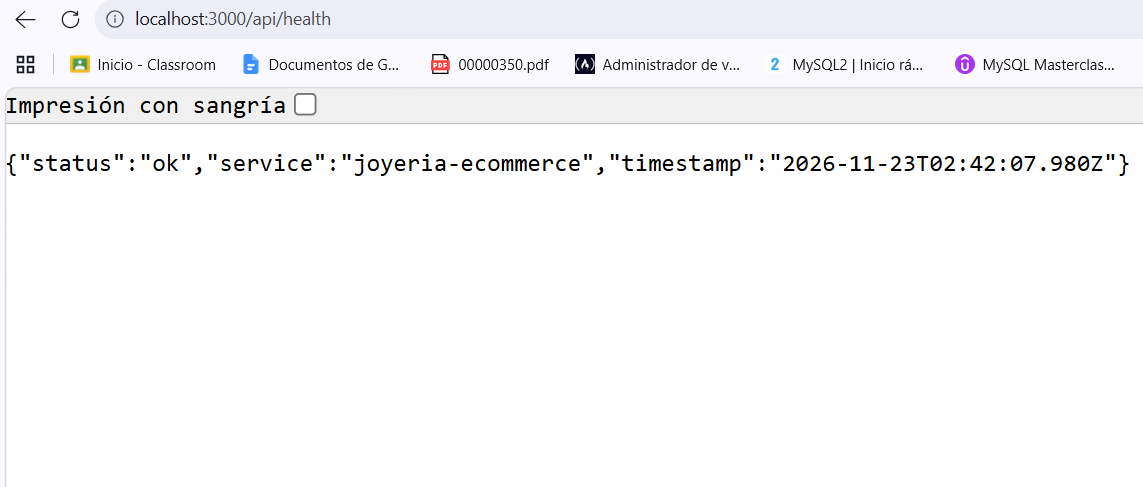 localhost:3000/api/health
Inicio - Classroom Documentos de G... 00000350.pdf Administrador de v... MySQL2 | Inicio rá... MySQL Masterclas...
Impresión con sangría
{"status":"ok","service":"joyeria-ecommerce","timestamp":"2026-11-23T02:42:07.980Z"}